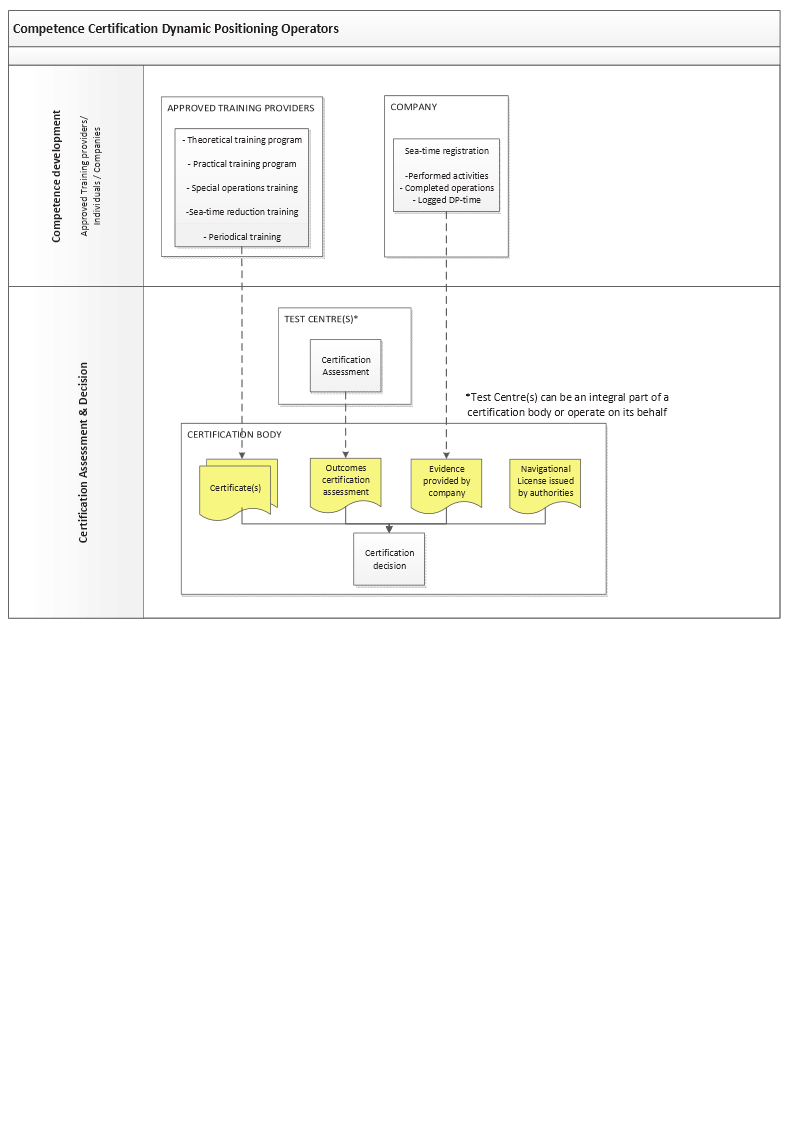 Competence Certification Dynamic Positioning Operators
Competence development
Approved Training providers/
Individuals / Companies
APPROVED TRAINING PROVIDERS
- Theoretical training program
- Practical training program
- Special operations training
-Sea-time reduction training
- Periodical training
COMPANY
Sea-time registration
-Performed activities
- Completed operations
- Logged DP-time
Certification Assessment & Decision
TEST CENTRE(S)*
Certification
Assessment
*Test Centre(s) can be an integral part of a
certification body or operate on its behalf
CERTIFICATION BODY
Certificate(s)
Outcomes
certification
assessment
Evidence
provided by
company
Navigational
License issued
by authorities
Certification
decision